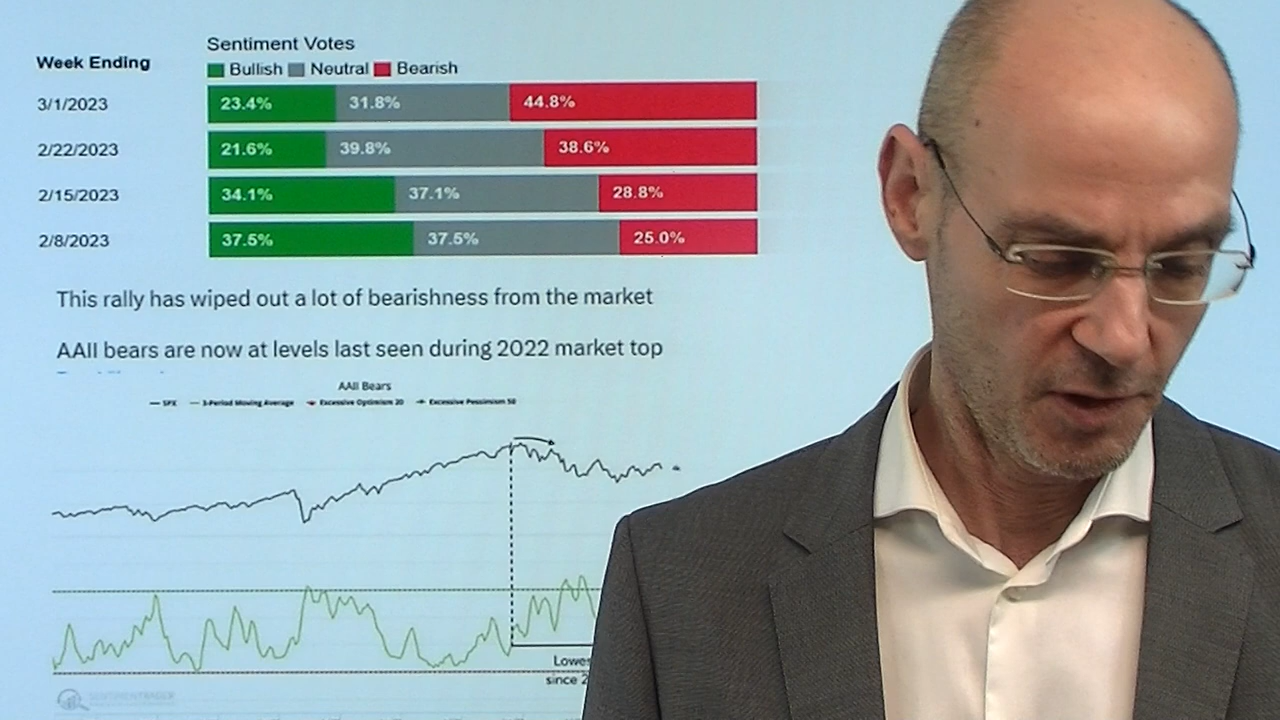 Sentiment Votes
Week Ending
Bullish Neutral Bearish
3/1/2023 23.4% 31.8% 44.8%
2/22/2023 21.6% 39.8% 38.6%
2/15/2023 34.1% 37.1% 28.8%
2/8/2023 37.5% 37.5% 25.0%
This rally has wiped out a lot of bearishness from the market
AAII bears are now at levels last seen during 2022 market top
AAII Bears
SPX 3-Period Moving Average Excessive Optimism 20 Excessive Pessimism 50
Lowes
since 2
SENTIMENTRADER